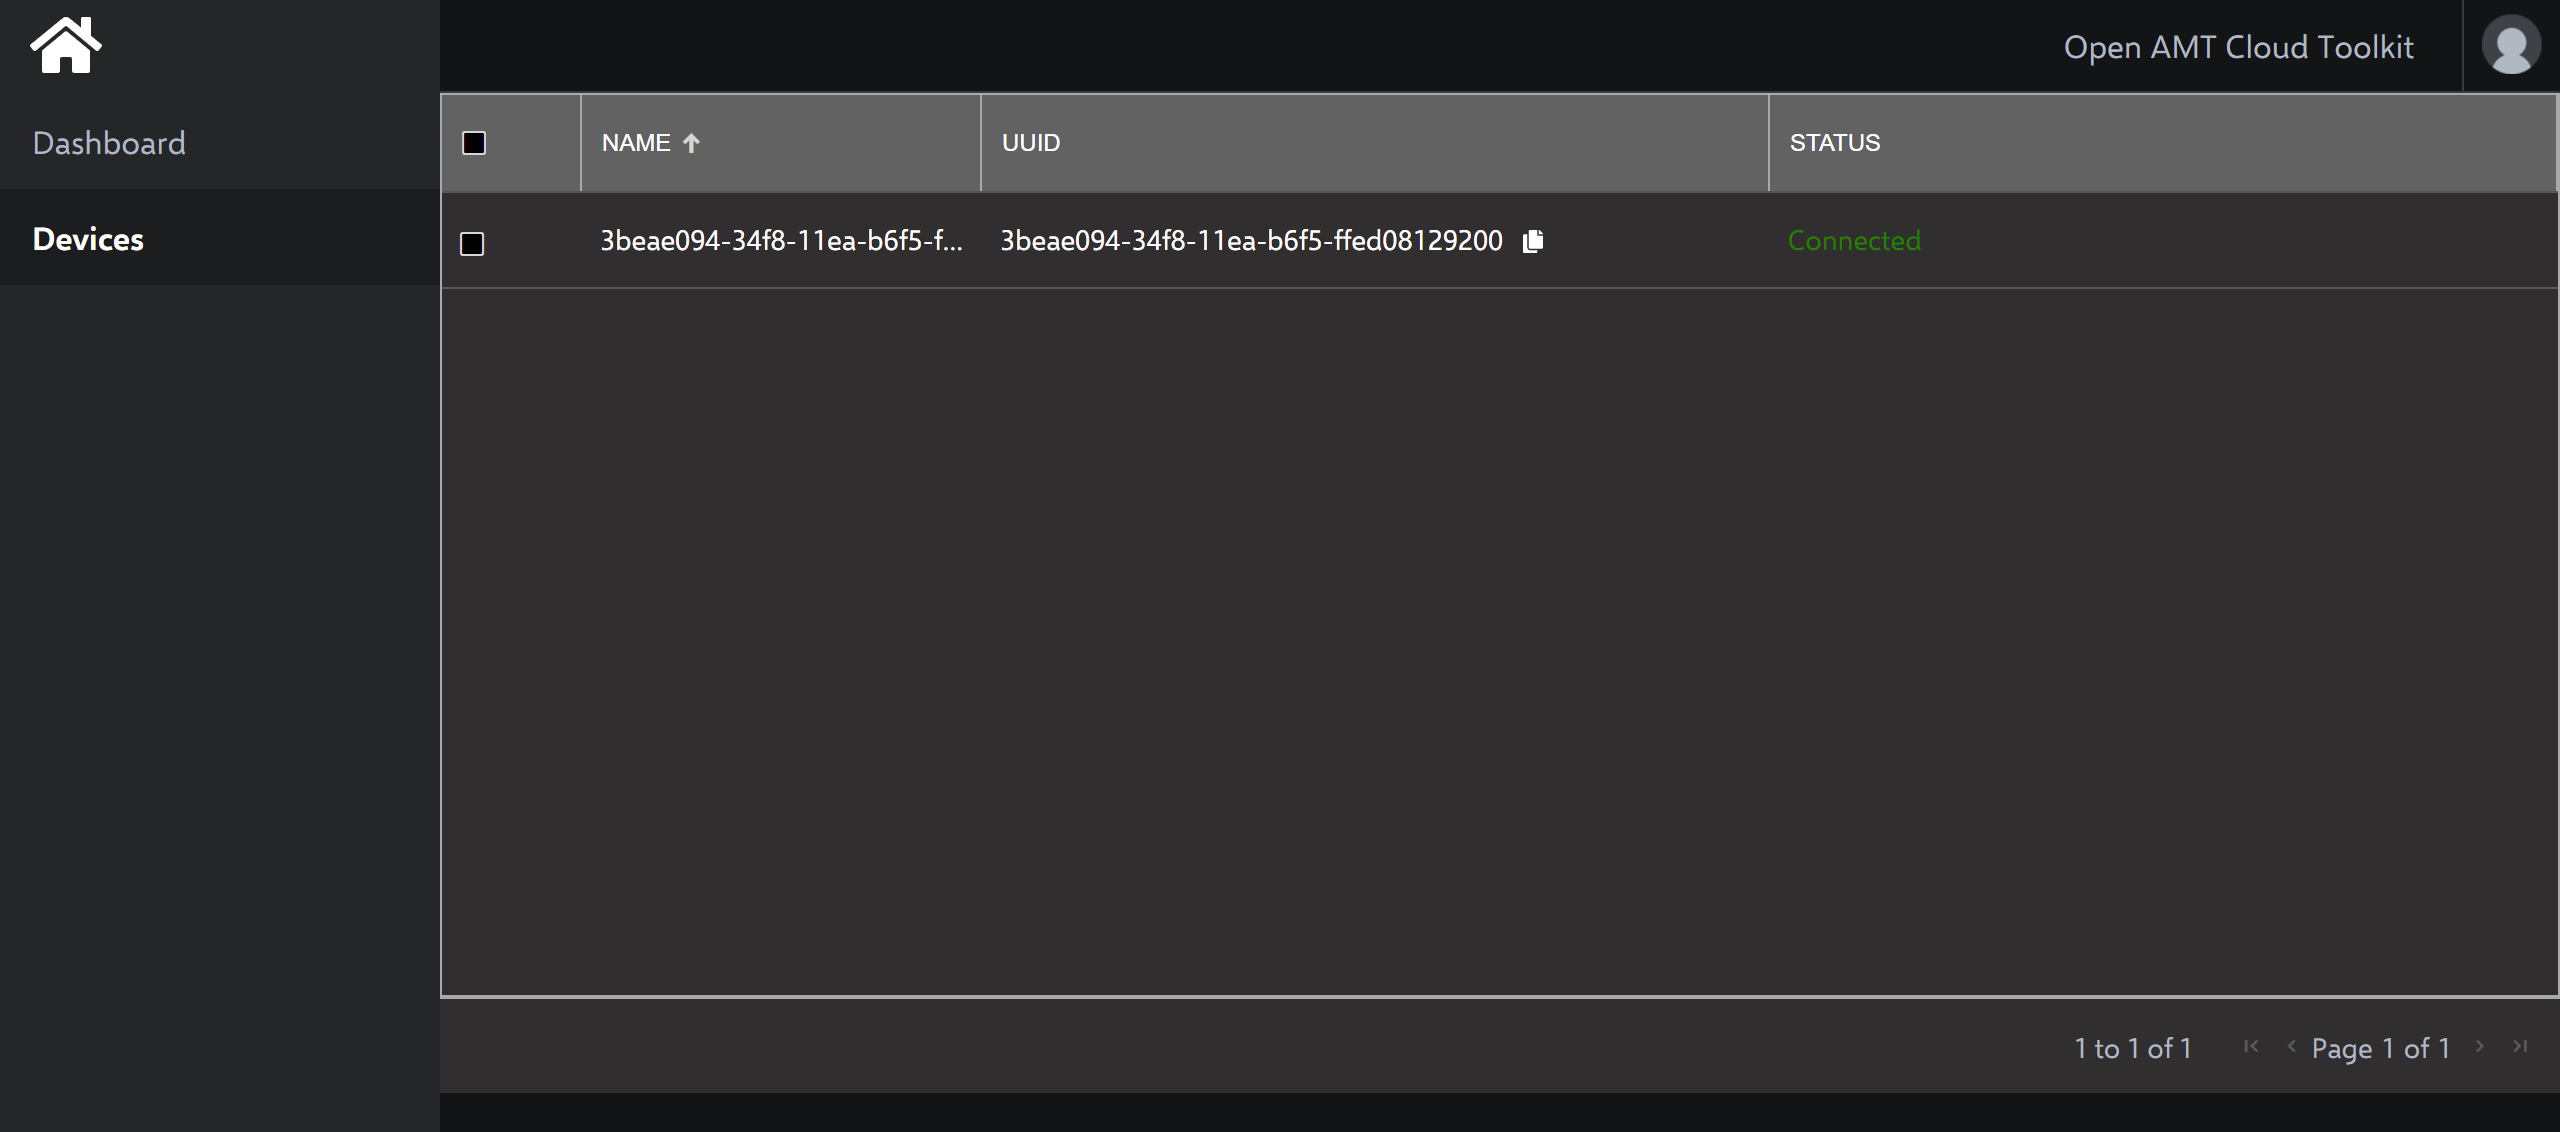 Open AMT Cloud Toolkit
Dashboard
Devices
NAME UUID STATUS
3beae094-34f8-11ea-b6f5-f... 3beae094-34f8-11ea-b6f5-ffed08129200 Connected
1 to 1 of 1 Page 1 of 1